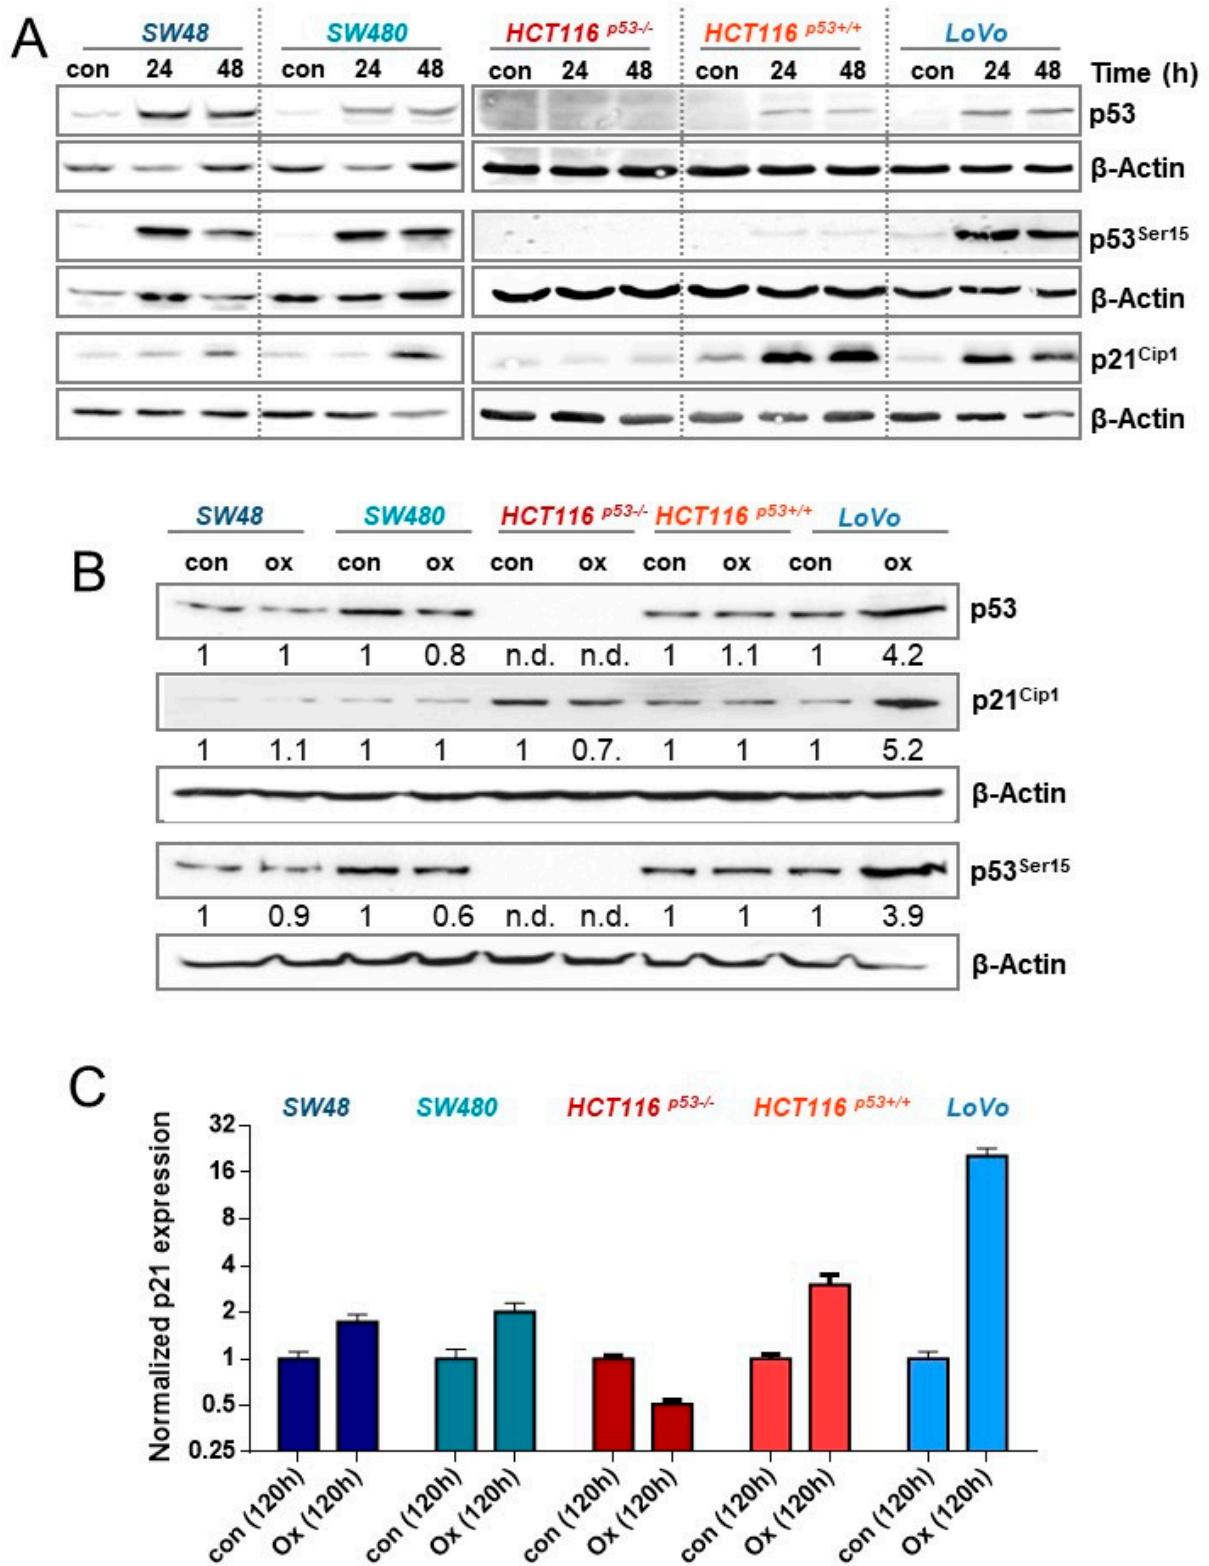 A
SW48 SW480 HCT116 p53-/- HCT116 p53+/+ LoVo
con 24 48 con 24 48 con 24 48 con 24 48 con 24 48 Time (h)
p53
β-Actin
p53Ser15
β-Actin
p21Cip1
β-Actin
SW48 SW480 HCT116 p53-/- HCT116 p53+/+ LoVo
B
con ox con ox con ox con ox con ox
p53
1 1 1 0.8 n.d. n.d. 1 1.1 1 4.2
p21Cip1
1 1.1 1 1 1 0.7. 1 1 1 5.2
β-Actin
p53Ser15
1 0.9 1 0.6 n.d. n.d. 1 1 1 3.9
β-Actin
C
SW48 SW480 HCT116 p53-/- HCT116 p53+/+ LoVo
Normalized p21 expression
32
16
8
4
2
1
0.5
0.25
con (120h) Ox (120h) con (120h) Ox (120h) con (120h) Ox (120h) con (120h) Ox (120h) con (120h) Ox (120h)